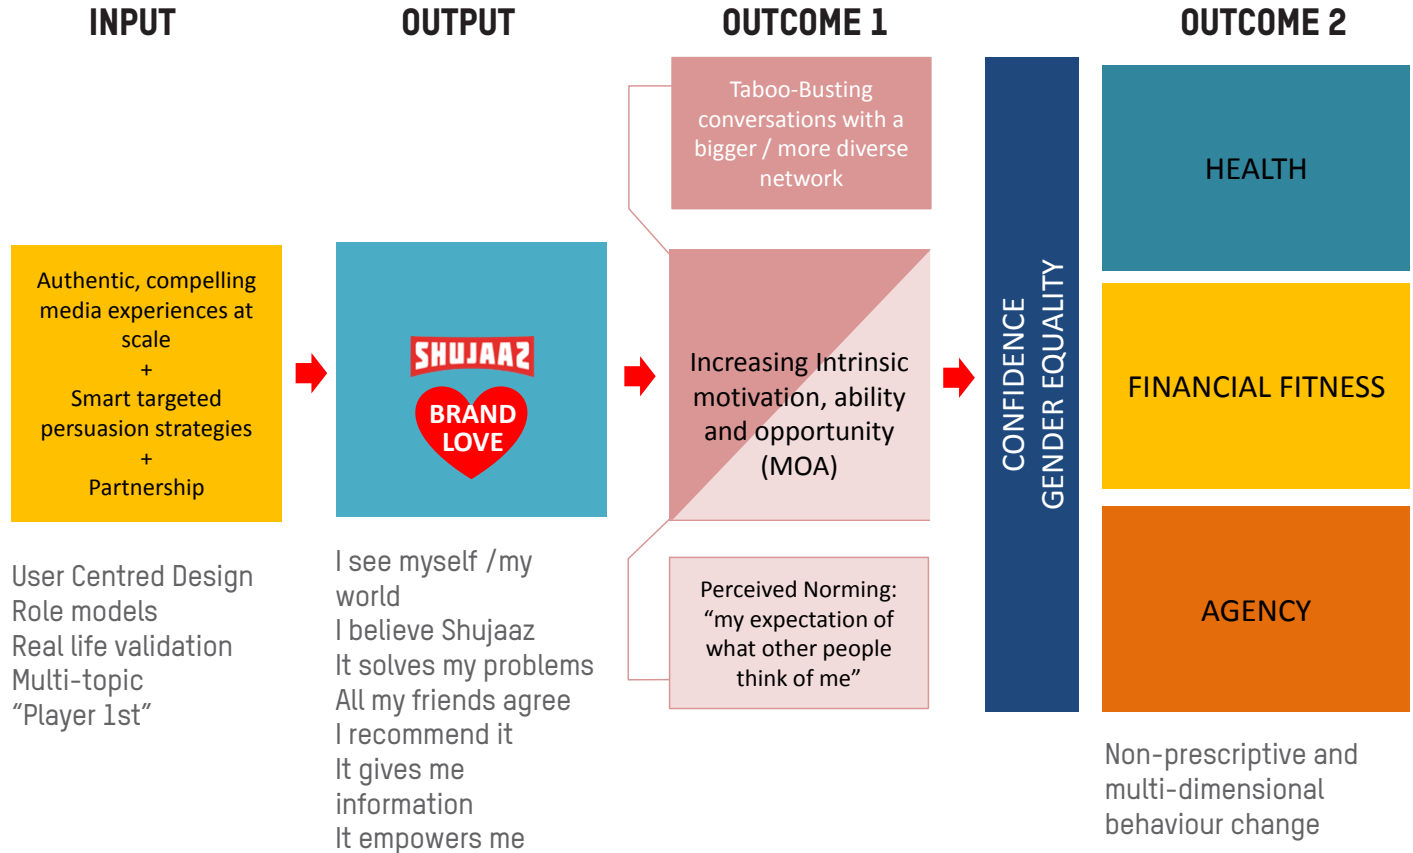 INPUT
OUTPUT
OUTCOME 1
OUTCOME 2
Authentic, compelling
media experiences at
scale
+
Smart targeted
persuasion strategies
+
Partnership
User Centred Design
Role models
Real life validation
Multi-topic
“Player 1st”
SHUJAAZ
BRAND
LOVE
I see myself /my
world
I believe Shujaaz
It solves my problems
All my friends agree
I recommend it
It gives me
information
It empowers me
Taboo-Busting
conversations with a
bigger / more diverse
network
Increasing Intrinsic
motivation, ability
and opportunity
(MOA)
Perceived Norming:
“my expectation of
what other people
think of me”
CONFIDENCE
GENDER EQUALITY
HEALTH
FINANCIAL FITNESS
AGENCY
Non-prescriptive and
multi-dimensional
behaviour change